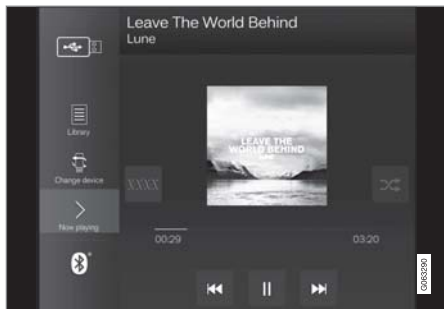 Leave The World Behind
Lune
Library
Change device
Now playing
LEAVE THE
WORLD BEHIND
Lune
XXXX
00:29
03:20
G063290